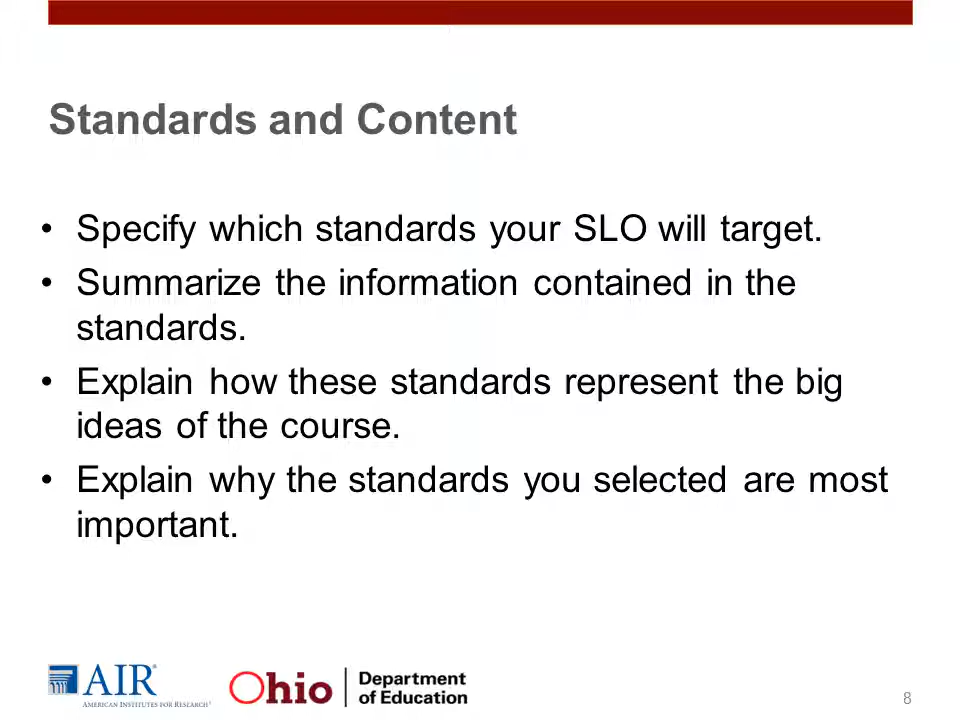 Standards and Content
• Specify which standards your SLO will target.
• Summarize the information contained in the
standards.
• Explain how these standards represent the big
ideas of the course.
• Explain why the standards you selected are most
important.
AIR®
AMERICAN INSTITUTES FOR RESEARCH®
Ohio
Department
of Education
8